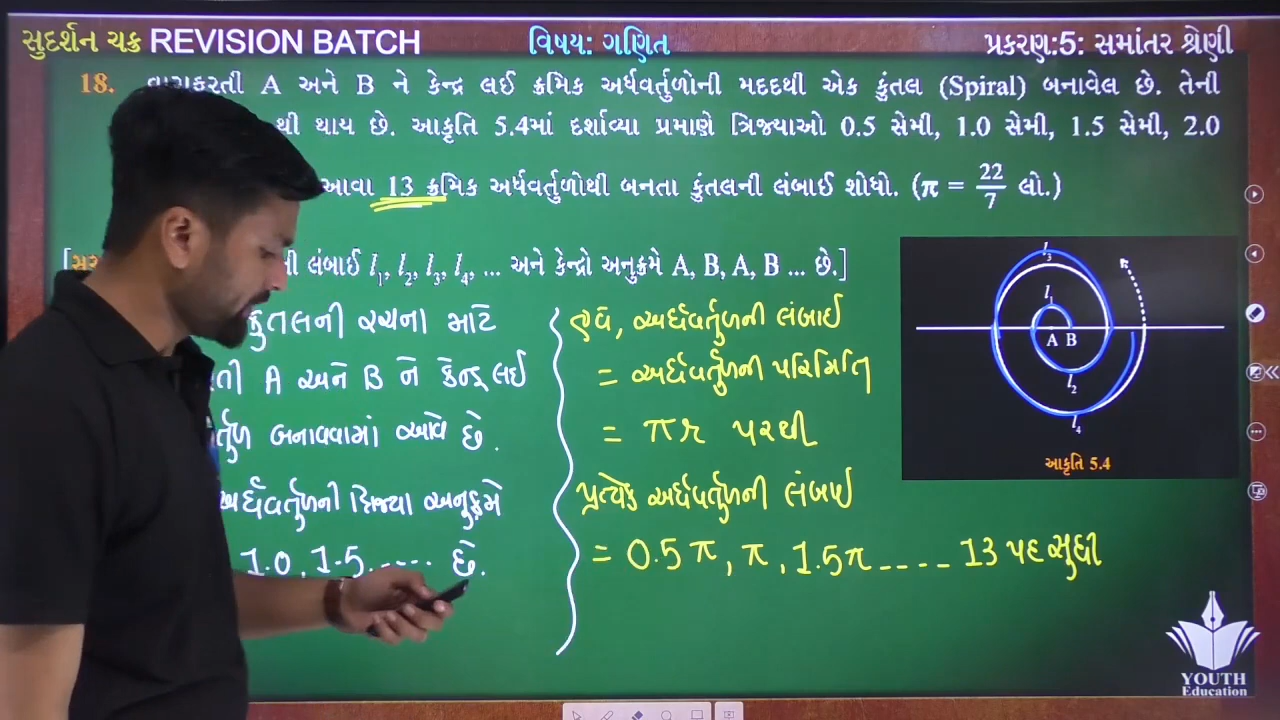 સુદર્શન ચક્ર REVISION BATCH
વિષય: ગણિત
પ્રકરણ:5: સમાંતર શ્રેણી
18. વારાફરતી A અને B ને કેન્દ્ર લઈ ક્રમિક અર્ધવર્તુળોની મદદથી એક કુંતલ (Spiral) બનાવેલ છે. તેની
થી થાય છે. આકૃતિ 5.4માં દર્શાવ્યા પ્રમાણે ત્રિજ્યાઓ 0.5 સેમી, 1.0 સેમી, 1.5 સેમી, 2.0
આવા 13 ક્રમિક અર્ધવર્તુળોથી બનતા કુંતલની લંબાઈ શોધો. (π = 22/7 લો.)
લંબાઈ l₁, l₂, l₃, l₄, ... અને કેન્દ્રો અનુક્રમે A, B, A, B ... છે.]
કુંતલની રચના માટે
તી A અને B ને કેન્દ્ર લઈ
ર્તુળ બનાવવામાં આવે છે.
અર્ધવર્તુળની ત્રિજ્યા અનુક્રમે
1.0, 1.5, .... છે.
હવે, અર્ધવર્તુળની લંબાઈ
= અર્ધવર્તુળની પરિમિતિ
= πr પરથી
પ્રત્યેક અર્ધવર્તુળની લંબાઈ
= 0.5π, π, 1.5π ---- 13 પદ સુધી
l₃
l₁
A B
l₂
l₄
આકૃતિ 5.4
YOUTH
Education